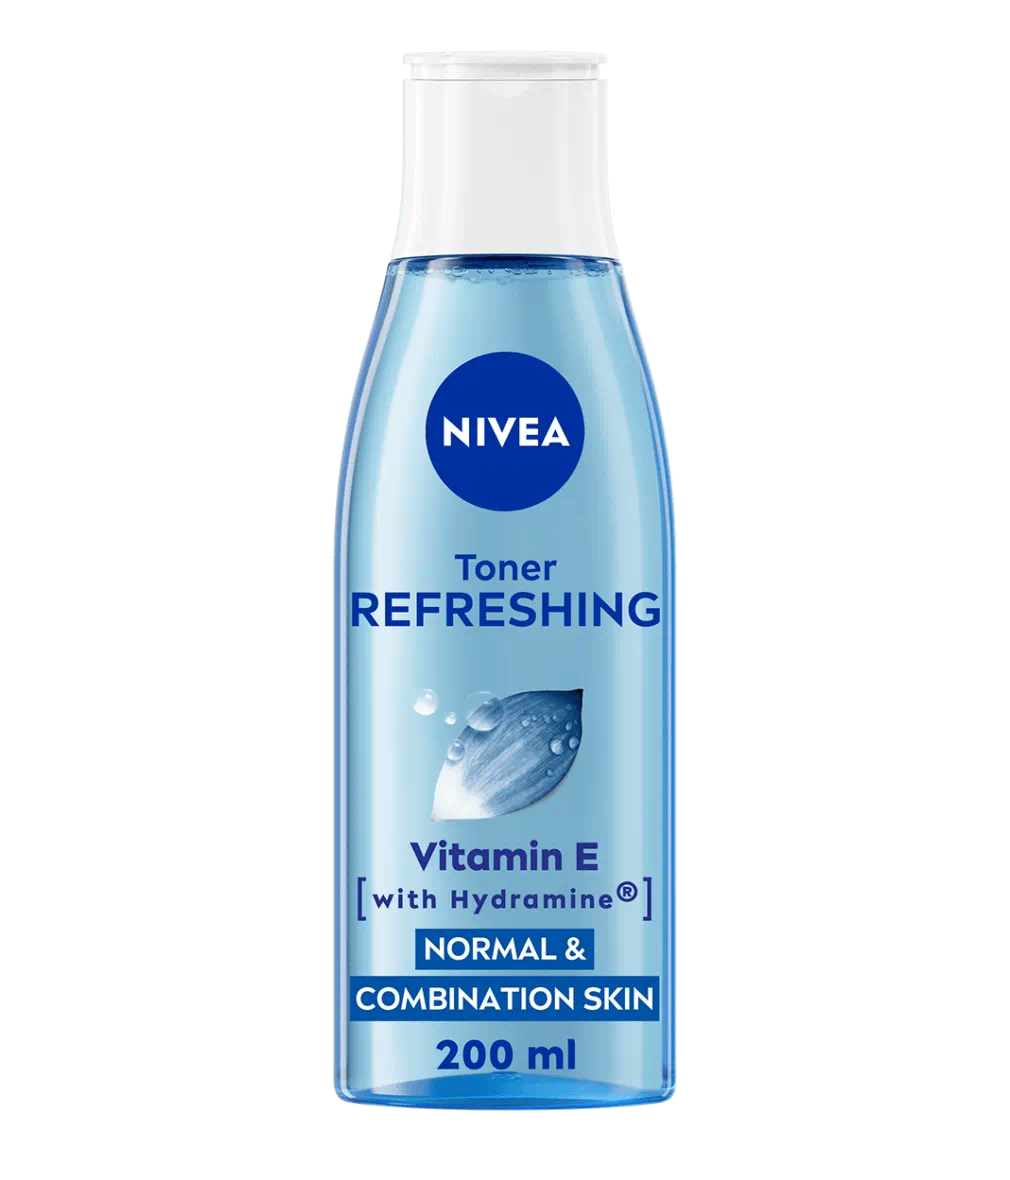 NIVEA
Toner
REFRESHING
Vitamin E
[with Hydramine®]
NORMAL &
COMBINATION SKIN
200 ml